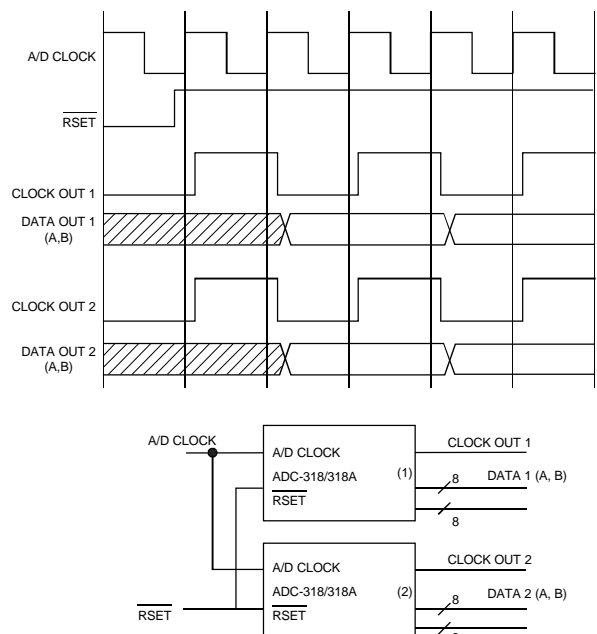 A/D CLOCK
RSET
CLOCK OUT 1
DATA OUT 1
(A,B)
CLOCK OUT 2
DATA OUT 2
(A,B)
A/D CLOCK
A/D CLOCK
ADC-318/318A
RSET
(1)
CLOCK OUT 1
8
DATA 1 (A, B)
8
A/D CLOCK
ADC-318/318A
RSET
(2)
CLOCK OUT 2
8
DATA 2 (A, B)
RSET